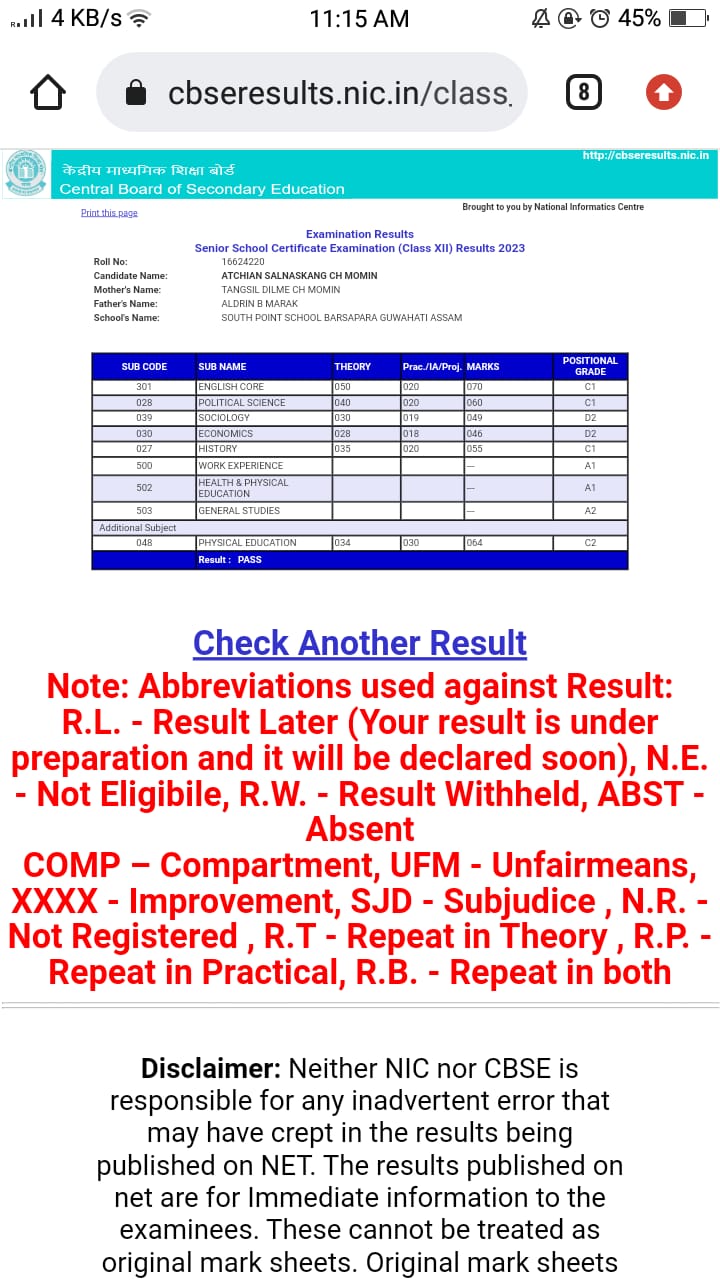 4 KB/s 11:15 AM 45%
cbseresults.nic.in/class. 8
http://cbseresults.nic.in
केंद्रीय माध्यमिक शिक्षा बोर्ड
Central Board of Secondary Education
Print this page Brought to you by National Informatics Centre
Examination Results
Senior School Certificate Examination (Class XII) Results 2023
Roll No: 16624220
Candidate Name: ATCHIAN SALNASKANG CH MOMIN
Mother's Name: TANGSIL DILME CH MOMIN
Father's Name: ALDRIN B MARAK
School's Name: SOUTH POINT SCHOOL BARSAPARA GUWAHATI ASSAM
SUB CODE SUB NAME THEORY Prac./IA/Proj. MARKS POSITIONAL GRADE
301 ENGLISH CORE 050 020 070 C1
028 POLITICAL SCIENCE 040 020 060 C1
039 SOCIOLOGY 030 019 049 D2
030 ECONOMICS 028 018 046 D2
027 HISTORY 035 020 055 C1
500 WORK EXPERIENCE --- A1
502 HEALTH & PHYSICAL EDUCATION --- A1
503 GENERAL STUDIES --- A2
Additional Subject
048 PHYSICAL EDUCATION 034 030 064 C2
Result : PASS
Check Another Result
Note: Abbreviations used against Result:
R.L. - Result Later (Your result is under
preparation and it will be declared soon), N.E.
- Not Eligibile, R.W. - Result Withheld, ABST -
Absent
COMP – Compartment, UFM - Unfairmeans,
XXXX - Improvement, SJD - Subjudice , N.R. -
Not Registered , R.T - Repeat in Theory , R.P. -
Repeat in Practical, R.B. - Repeat in both
Disclaimer: Neither NIC nor CBSE is
responsible for any inadvertent error that
may have crept in the results being
published on NET. The results published on
net are for Immediate information to the
examinees. These cannot be treated as
original mark sheets. Original mark sheets